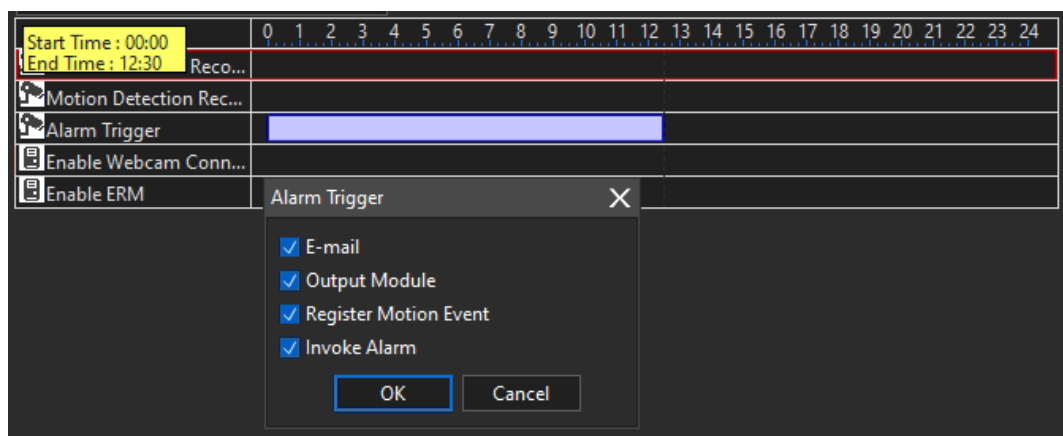 Start Time : 00:00
End Time : 12:30
0 1 2 3 4 5 6 7 8 9 10 11 12 13 14 15 16 17 18 19 20 21 22 23 24
Reco...
Motion Detection Rec...
Alarm Trigger
Enable Webcam Conn...
Enable ERM
Alarm Trigger
E-mail
Output Module
Register Motion Event
Invoke Alarm
OK Cancel